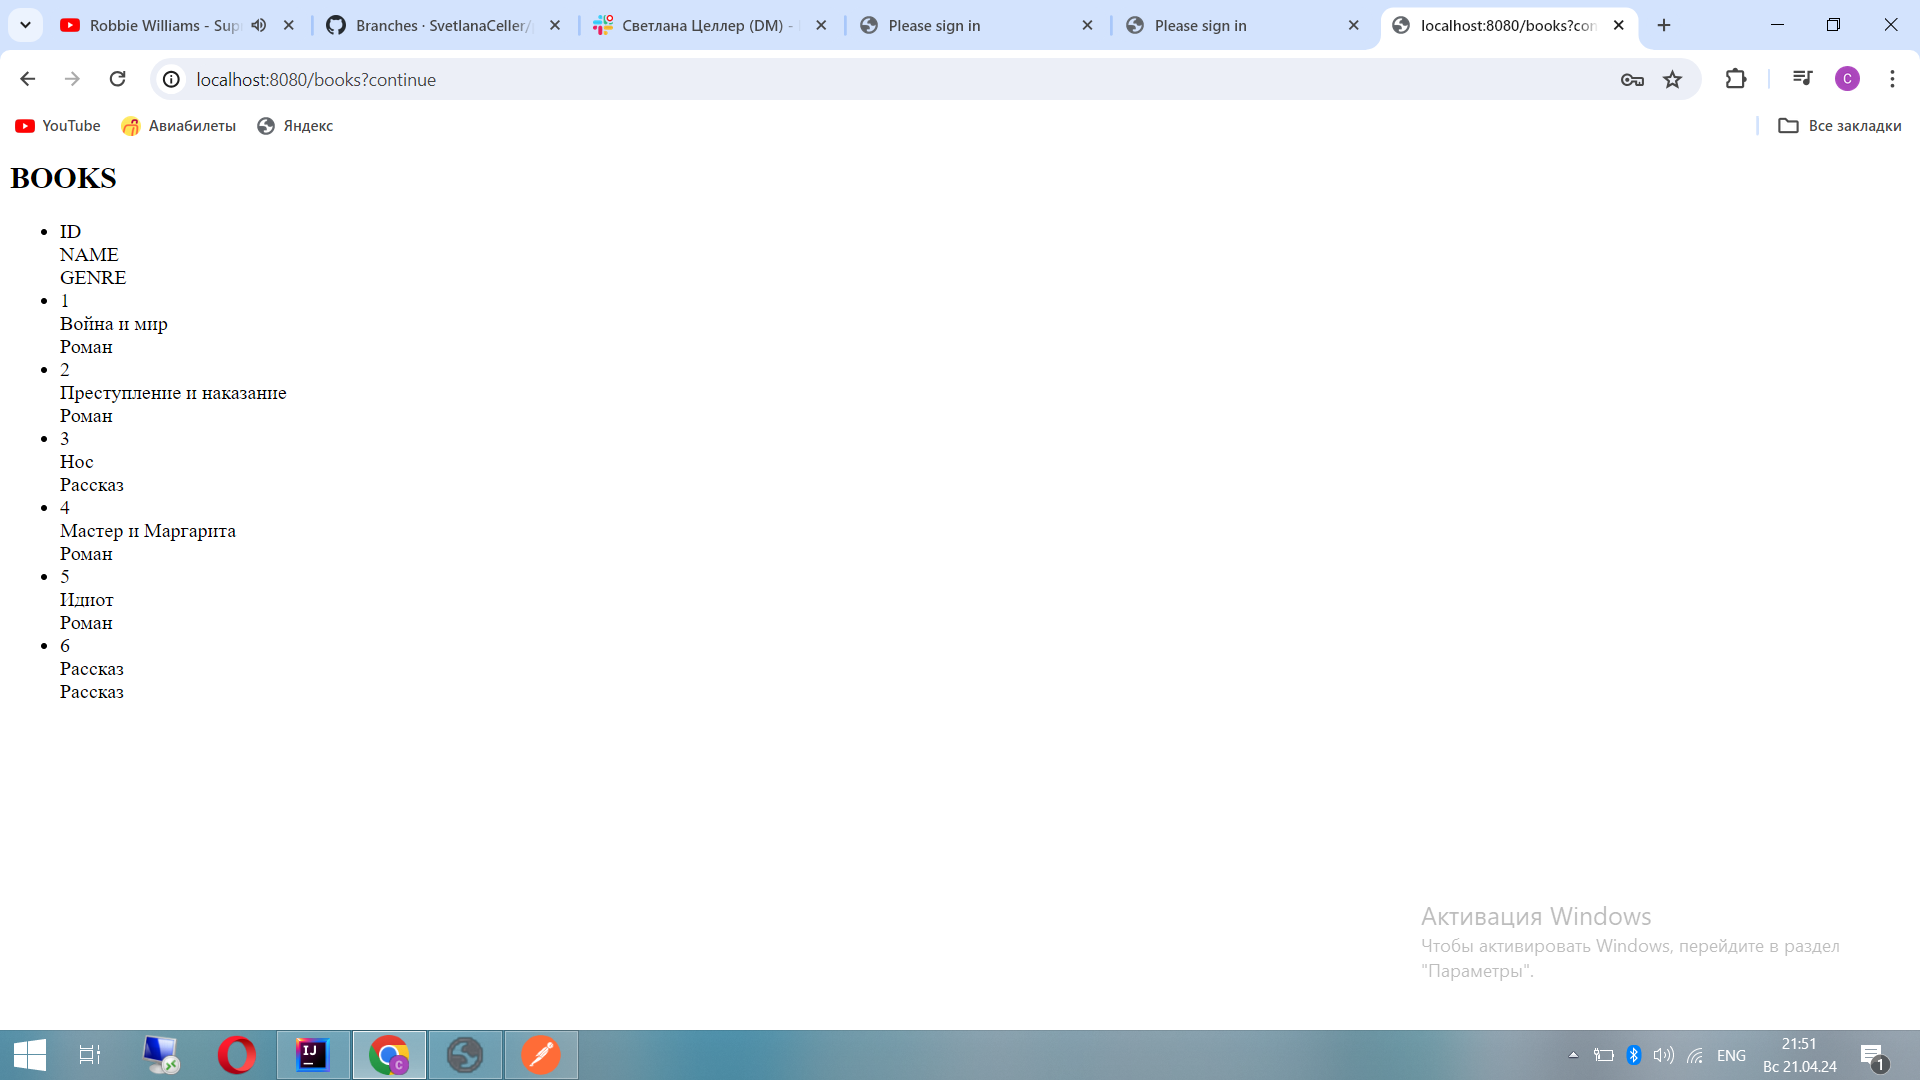 Robbie Williams - Sup
Branches · SvetlanaCeller/
Светлана Целлер (DM) -
Please sign in
Please sign in
localhost:8080/books?con
localhost:8080/books?continue
C
YouTube
Авиабилеты
Яндекс
Все закладки
BOOKS
ID
NAME
GENRE
1
Война и мир
Роман
2
Преступление и наказание
Роман
3
Нос
Рассказ
4
Мастер и Маргарита
Роман
5
Идиот
Роман
6
Рассказ
Рассказ
Активация Windows
Чтобы активировать Windows, перейдите в раздел
"Параметры".
IJ
C
ENG
21:51
Вс 21.04.24
1